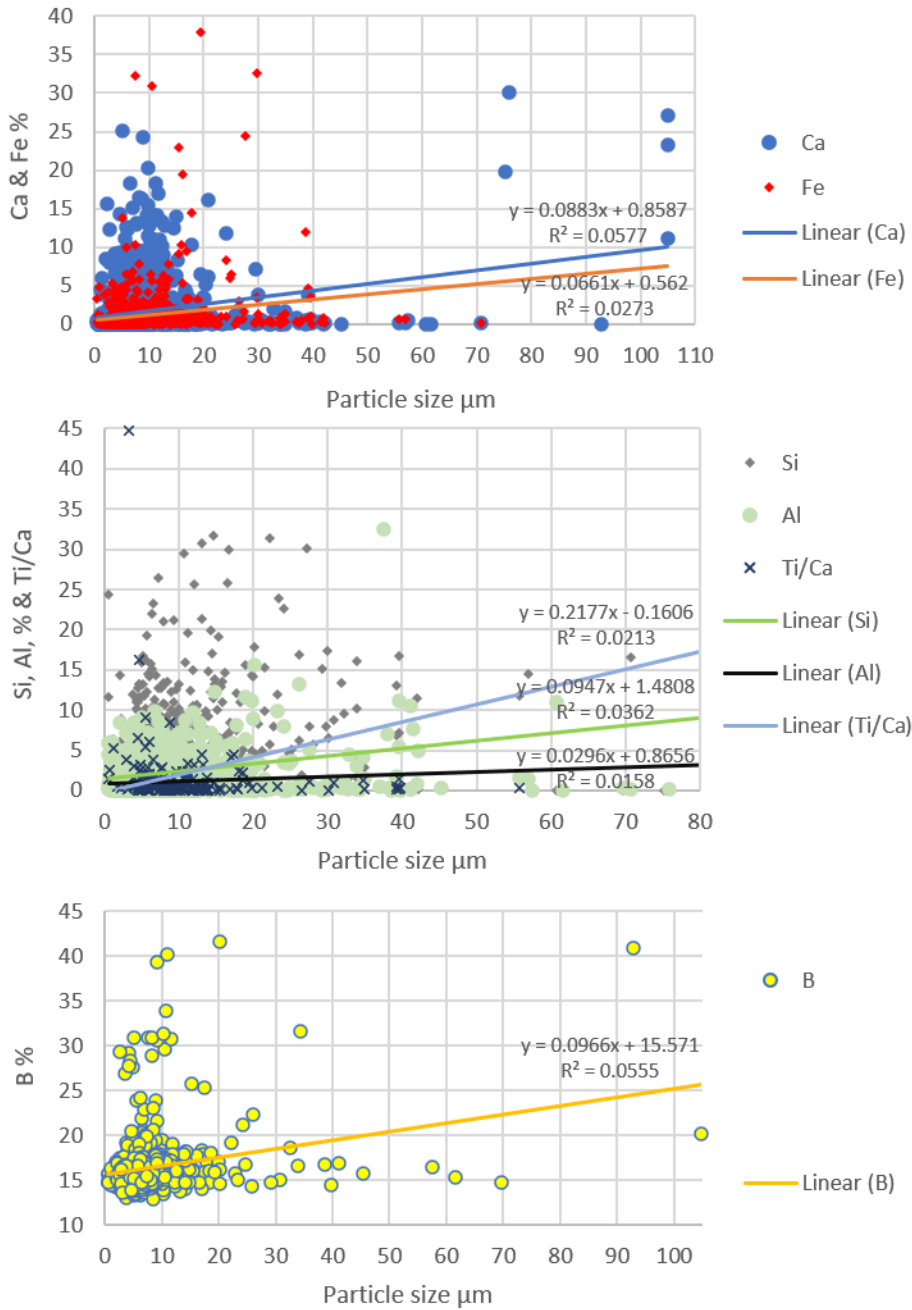 40
35
30
25
20
15
10
5
0
Ca & Fe %
y = 0.0883x + 0.8587
R² = 0.0577
y = 0.0661x + 0.562
R² = 0.0273
0 10 20 30 40 50 60 70 80 90 100 110
Particle size μm
Ca
Fe
Linear (Ca)
Linear (Fe)
45
40
35
30
25
20
15
10
5
0
Si, Al, % & Ti/Ca
y = 0.2177x - 0.1606
R² = 0.0213
y = 0.0947x + 1.4808
R² = 0.0362
y = 0.0296x + 0.8656
R² = 0.0158
0 10 20 30 40 50 60 70 80
Particle size μm
Si
Al
Ti/Ca
Linear (Si)
Linear (Al)
Linear (Ti/Ca)
45
40
35
30
25
20
15
10
B %
y = 0.0966x + 15.571
R² = 0.0555
0 10 20 30 40 50 60 70 80 90 100
Particle size μm
B
Linear (B)